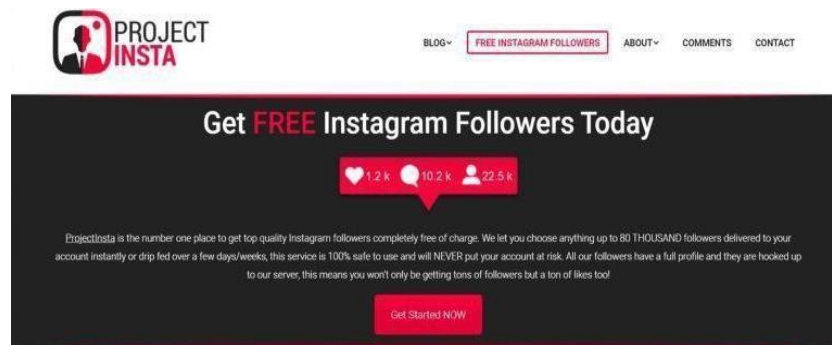 PROJECT
INSTA
BLOG
FREE INSTAGRAM FOLLOWERS
ABOUT
COMMENTS
CONTACT
Get FREE Instagram Followers Today
1.2 k 10.2 k 22.5 k
ProjectInsta is the number one place to get top quality Instagram followers completely free of charge. We let you choose anything up to 80 THOUSAND followers delivered to your
account instantly or drip fed over a few days/weeks, this service is 100% safe to use and will NEVER put your account at risk. All our followers have a full profile and they are hooked up
to our server, this means you won't only be getting tons of followers but a ton of likes too!
Get Started NOW